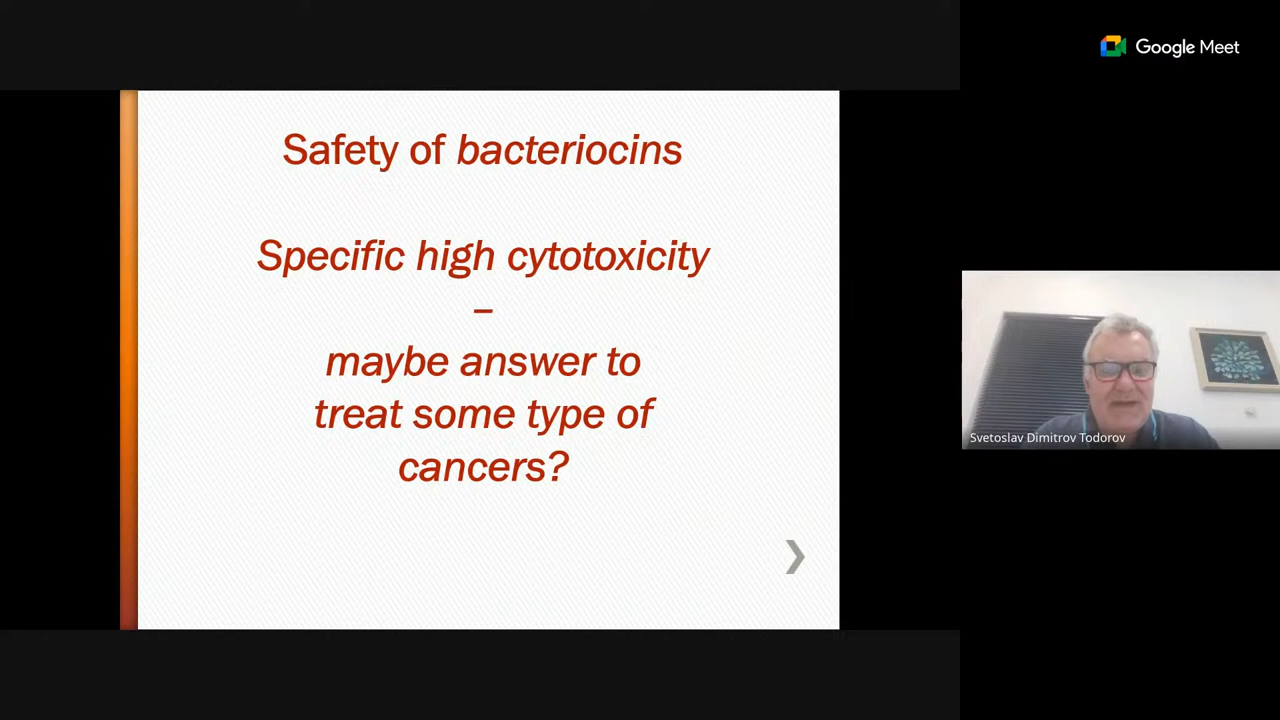 Google Meet
Safety of bacteriocins
Specific high cytotoxicity
–
maybe answer to
treat some type of
cancers?
Svetoslav Dimitrov Todorov